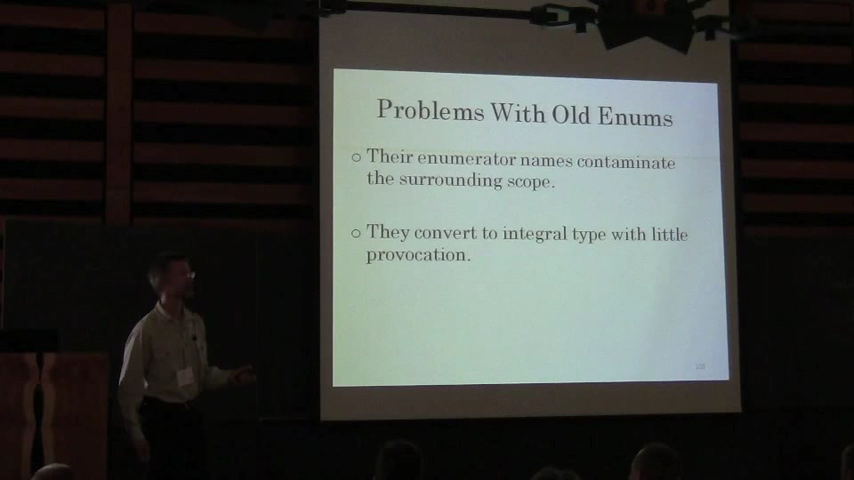 Problems With Old Enums
○ Their enumerator names contaminate
the surrounding scope.
○ They convert to integral type with little
provocation.